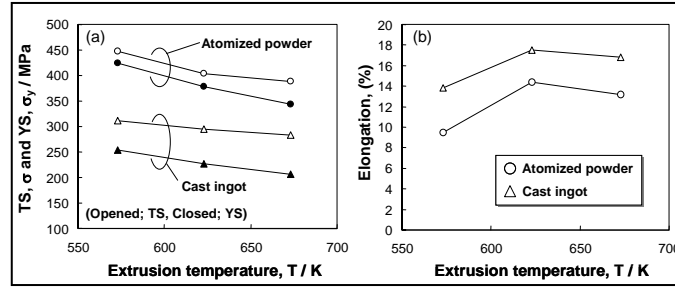 (a)
TS, σ and YS, σy / MPa
500
450
400
350
300
250
200
150
100
Atomized powder
Cast ingot
(Opened; TS, Closed; YS)
550
600
650
700
Extrusion temperature, T / K
(b)
Elongation, (%)
20
18
16
14
12
10
8
6
4
2
0
Atomized powder
Cast ingot
550
600
650
700
Extrusion temperature, T / K